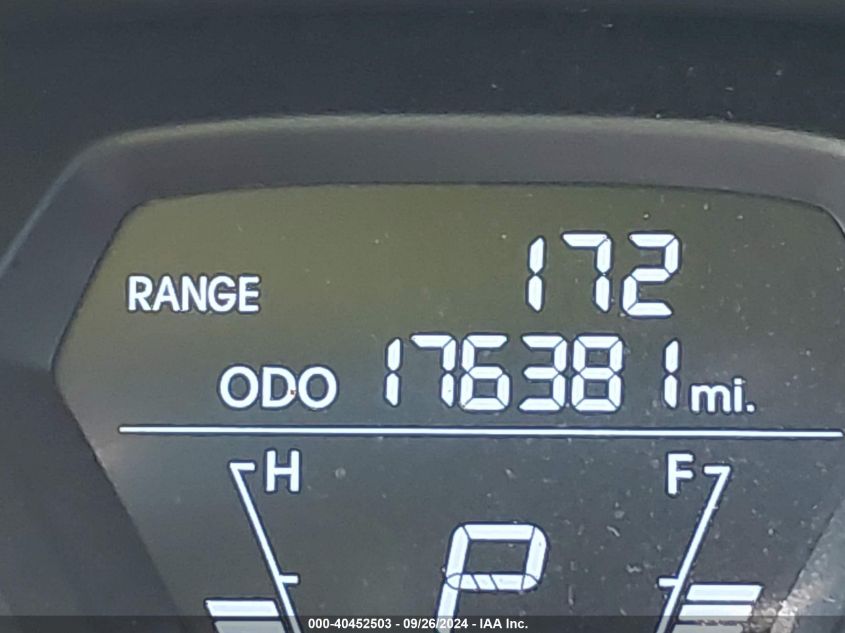 RANGE 172
ODO 176381 mi.
H F
P
000-40452503 - 09/26/2024 - IAA Inc.